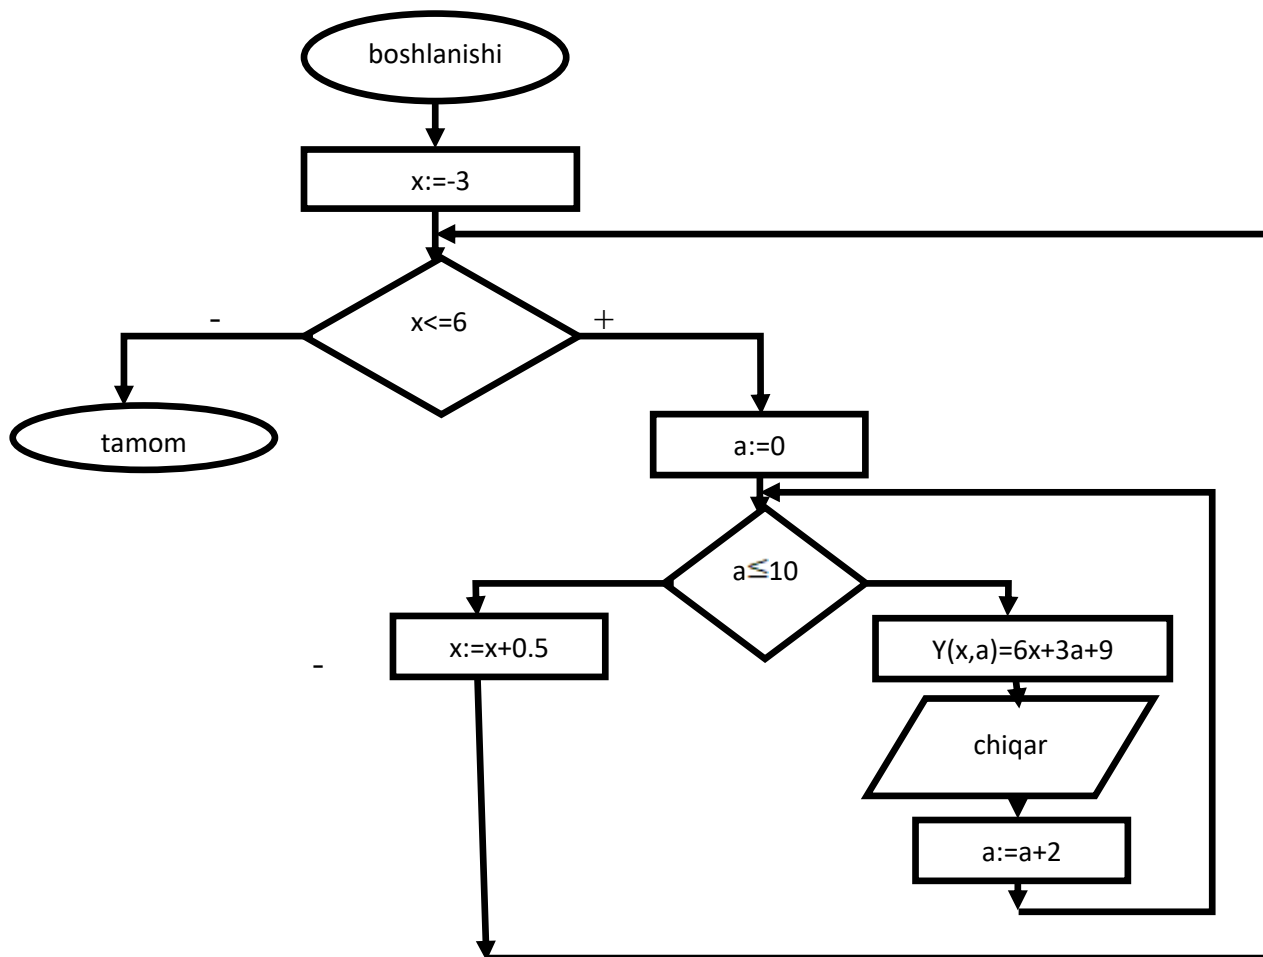 boshlanishi
x:=-3
x<=6
-
+
tamom
a:=0
a≤10
x:=x+0.5
-
Y(x,a)=6x+3a+9
chiqar
a:=a+2